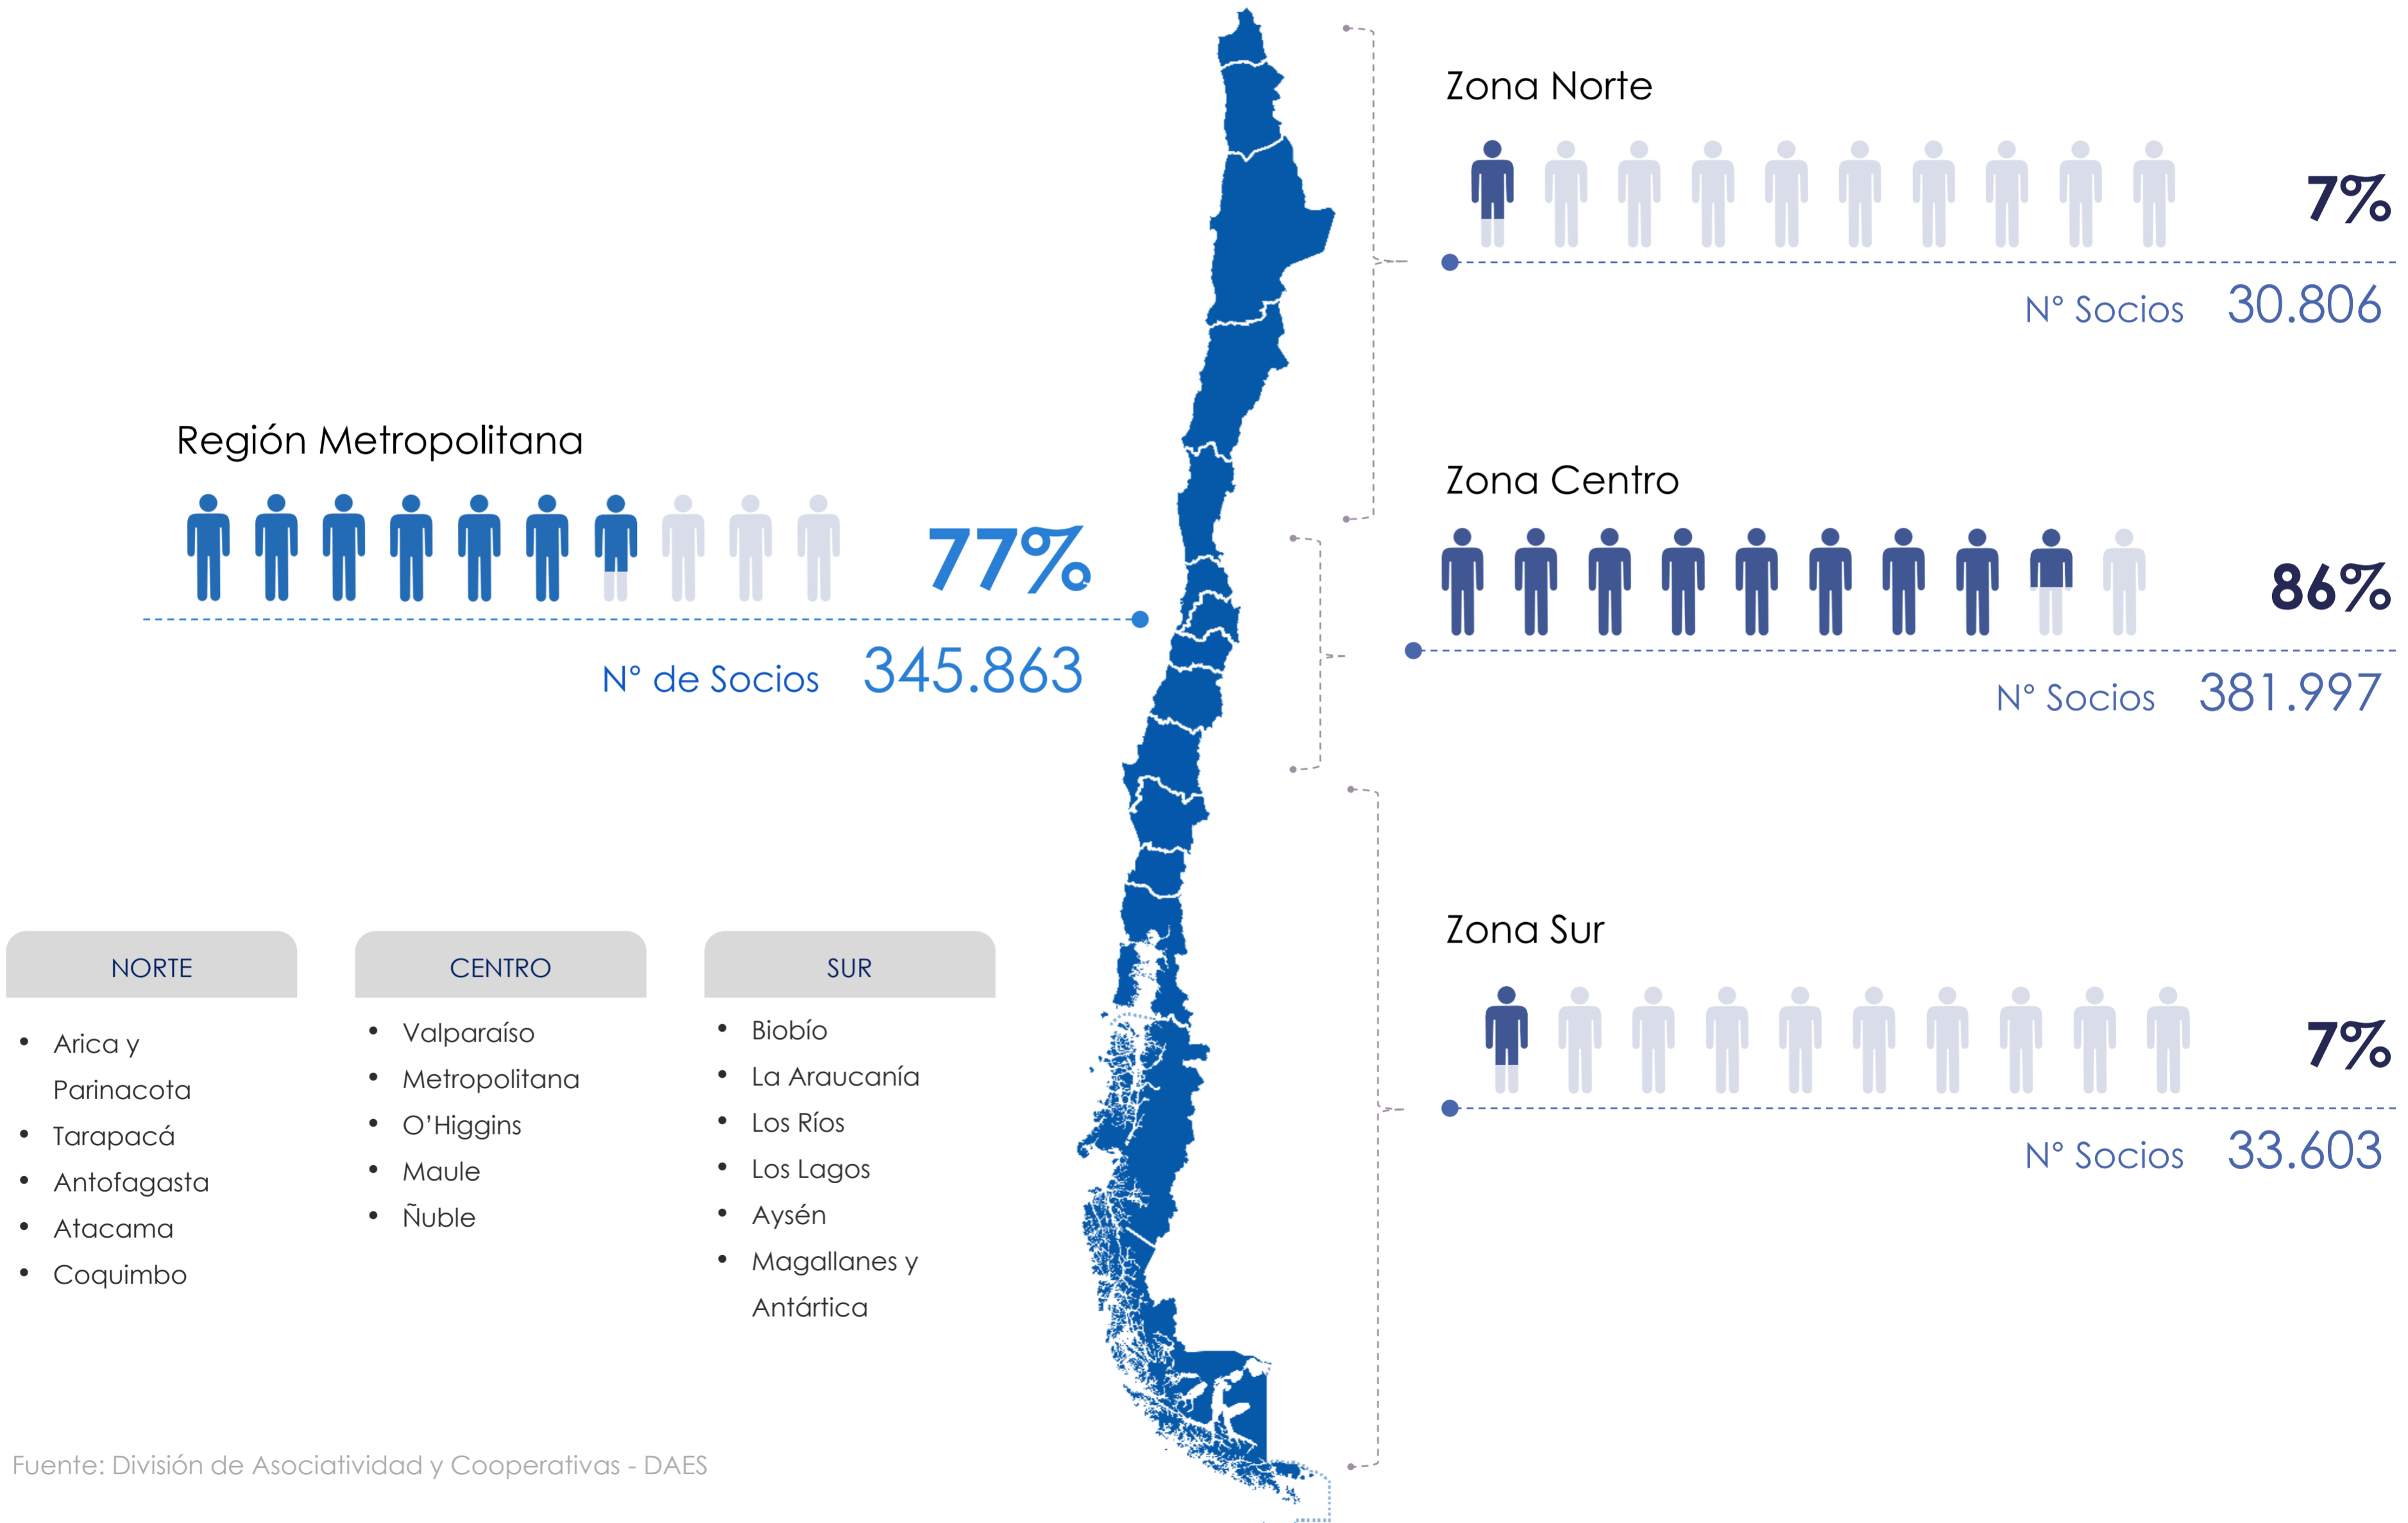 Zona Norte
7%
N° Socios 30.806
Región Metropolitana
77%
N° de Socios 345.863
Zona Centro
86%
N° Socios 381.997
Zona Sur
7%
N° Socios 33.603
NORTE
• Arica y
Parinacota
• Tarapacá
• Antofagasta
• Atacama
• Coquimbo
CENTRO
• Valparaíso
• Metropolitana
• O’Higgins
• Maule
• Ñuble
SUR
• Biobío
• La Araucanía
• Los Ríos
• Los Lagos
• Aysén
• Magallanes y
Antártica
Fuente: División de Asociatividad y Cooperativas - DAES